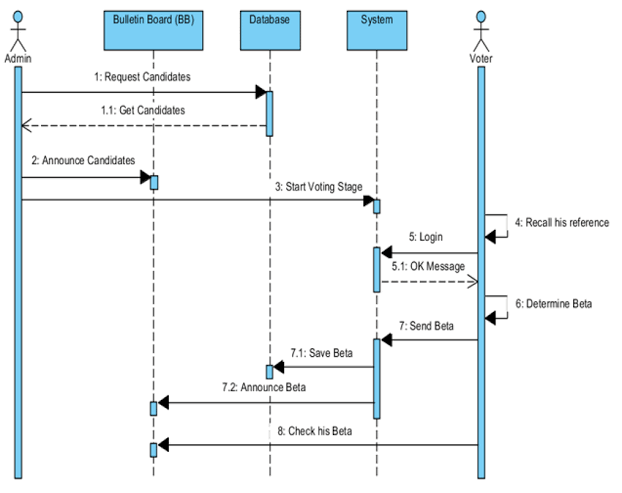 Bulletin Board (BB)
Database
System
Admin
Voter
1: Request Candidates
1.1: Get Candidates
2: Announce Candidates
3: Start Voting Stage
4: Recall his reference
5: Login
5.1: OK Message
6: Determine Beta
7: Send Beta
7.1: Save Beta
7.2: Announce Beta
8: Check his Beta